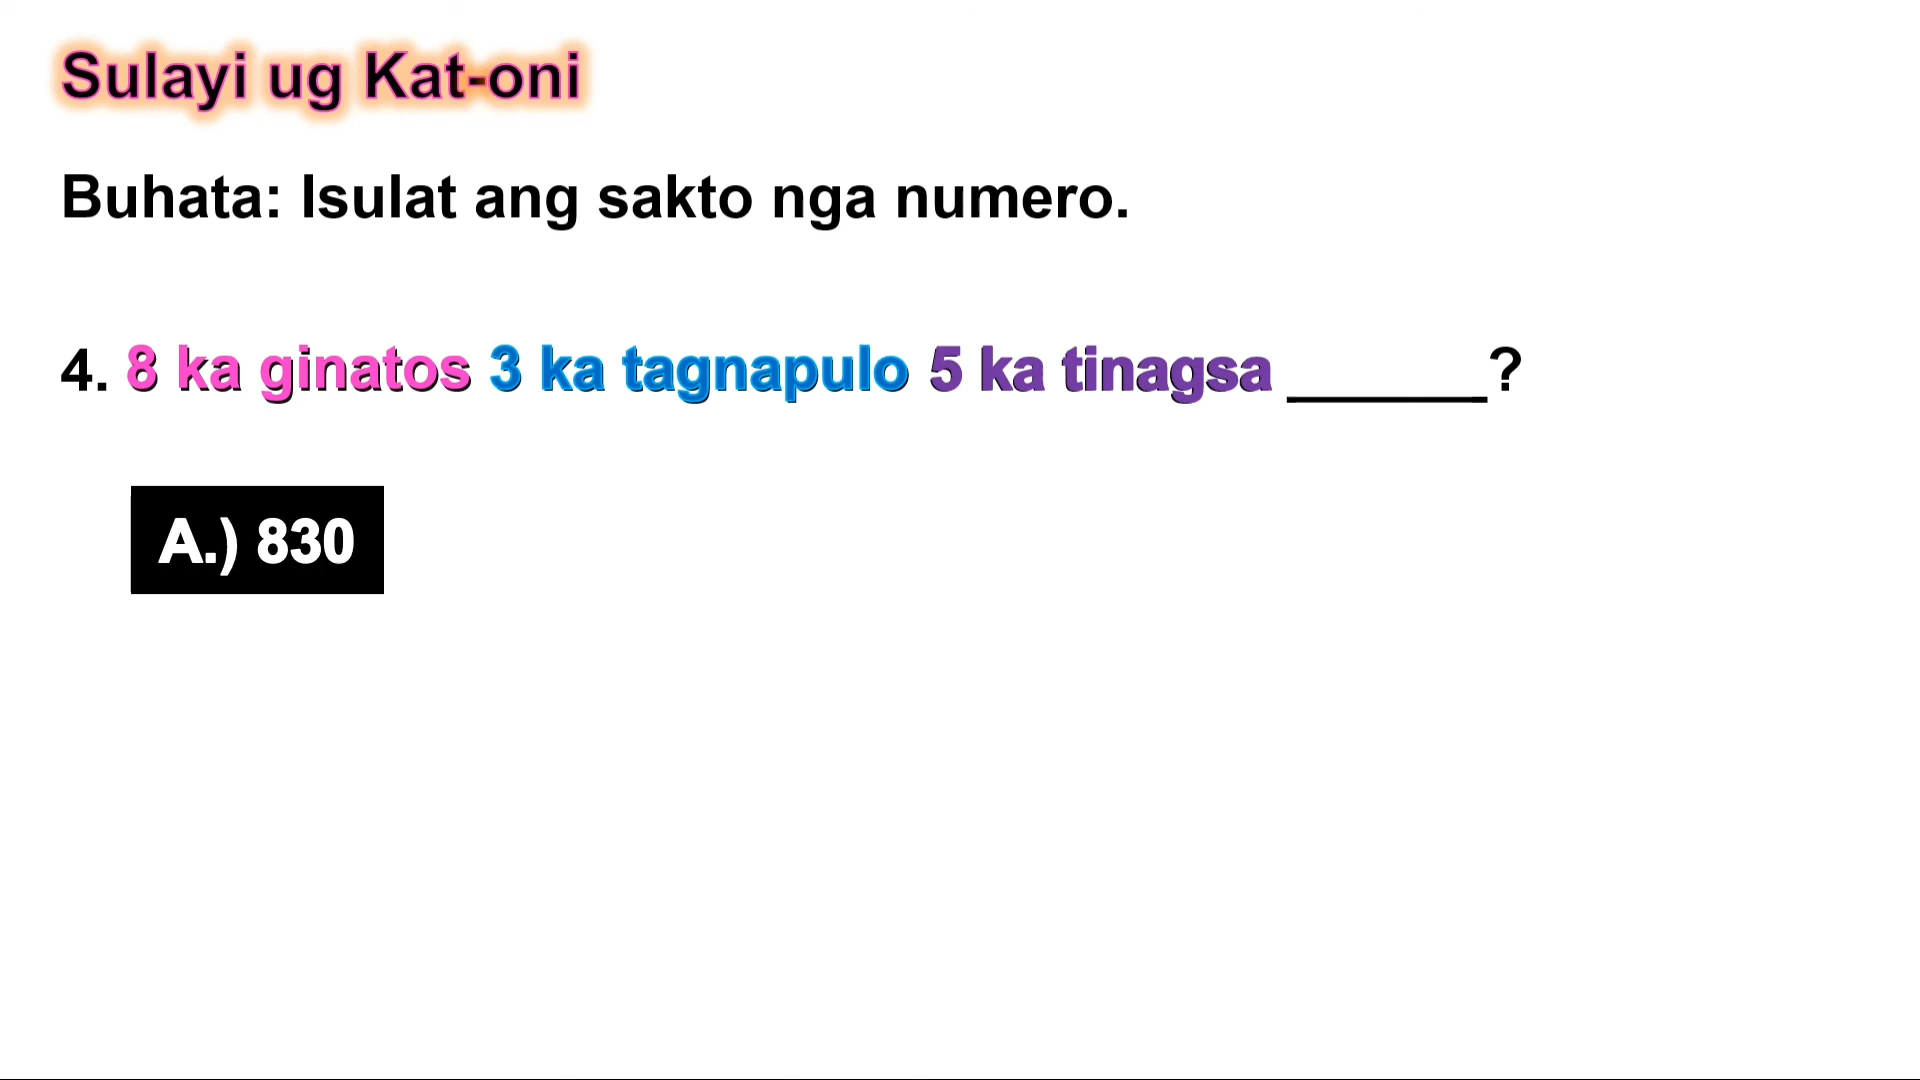 Sulayi ug Kat-oni
Buhata: Isulat ang sakto nga numero.
4. 8 ka ginatos 3 ka tagnapulo 5 ka tinagsa ______?
A.) 830